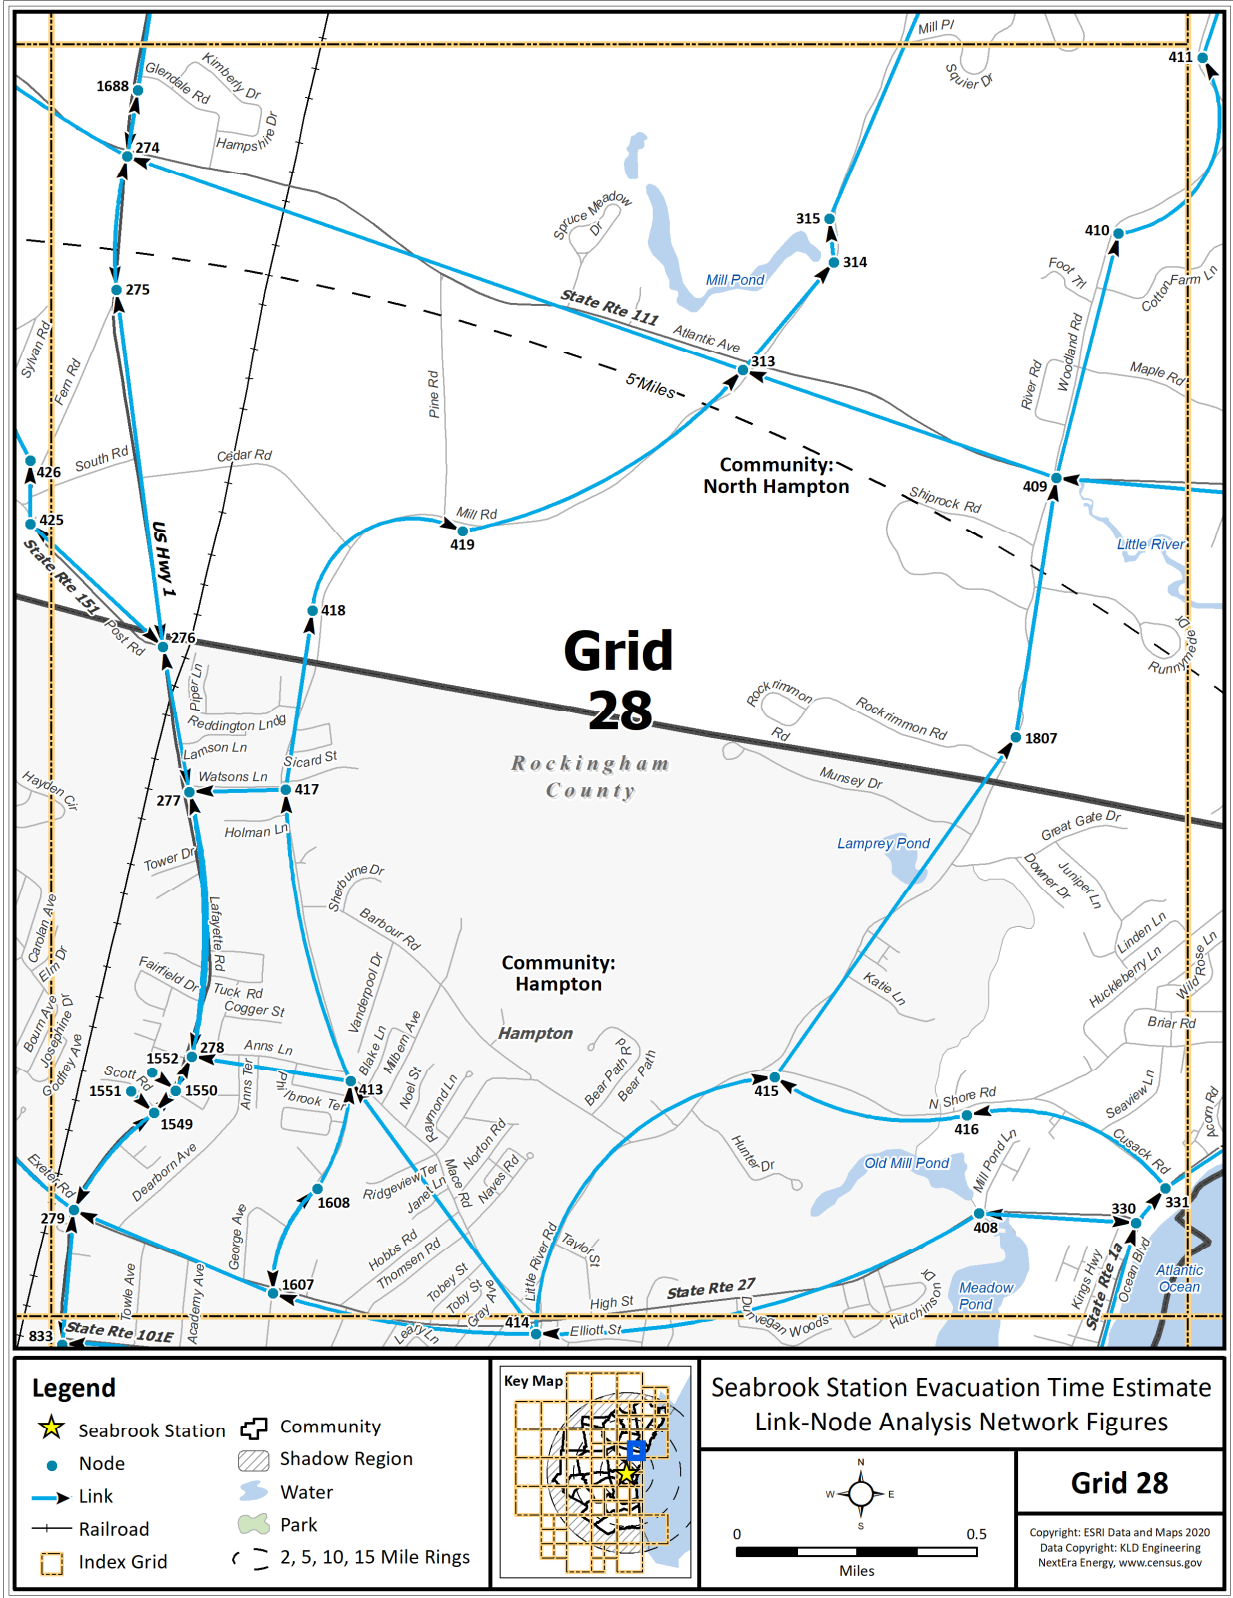 Mill Pl
Squier Dr
411
1688
Glendale Rd
Kimberly Dr
Hampshire Dr
274
Spruce Meadow
Dr
315
314
410
Foot Trl
Cotton Farm Ln
Mill Pond
275
State Rte 111
Atlantic Ave
313
Sylvan Rd
Fern Rd
Pine Rd
5 Miles
River Rd
Woodland Rd
Maple Rd
426
South Rd
Cedar Rd
Community:
North Hampton
409
Shiprock Rd
425
Mill Rd
419
Little River
State Rte 151
US Hwy 1
Post Rd
276
418
Runnymede
Dr
Grid
28
Piper Ln
Reddington Lndg
Lamson Ln
Sicard St
Watsons Ln
277
417
Rockrimmon
Rd
Rockrimmon Rd
1807
Rockingham
County
Munsey Dr
Hayden Cir
Holman Ln
Tower Dr
Lamprey Pond
Great Gate Dr
Downer Dr
Juniper Ln
Sherburne Dr
Barbour Rd
Carolan Ave
Elm Dr
Lafayette Rd
Linden Ln
Huckleberry Ln
Wild Rose Ln
Community:
Hampton
Fairfield Dr
Tuck Rd
Cogger St
Vanderpool Dr
Katie Ln
Briar Rd
Bourn Ave
Josephine Dr
Godfrey Ave
Hampton
278
Anns Ln
Blake Ln
Milbern Ave
Bear Path Rd
Bear Path
1552
Scott Rd
1551
1550
1549
Anns Ter
Philbrook Ter
413
Noel St
Raymond Ln
415
N Shore Rd
416
Seaview Ln
Acorn Rd
Cusack Rd
Exeter Rd
Dearborn Ave
Norton Rd
Naves Rd
Mace Rd
Ridgeview Ter
Janet Ln
Hunter Dr
Old Mill Pond
Mill Pond Ln
331
330
408
279
1608
George Ave
Hobbs Rd
Thomsen Rd
Little River Rd
Taylor St
Kings Hwy
State Rte 1a
Ocean Blvd
Atlantic
Ocean
Towle Ave
Academy Ave
1607
Tobey St
Toby St
Gray Ave
State Rte 27
High St
Meadow
Pond
Hutchinson Dr
Dunvegan Woods
833
State Rte 101E
Leary Ln
414
Elliott St
Legend
Seabrook Station
Node
Link
Railroad
Index Grid
Community
Shadow Region
Water
Park
2, 5, 10, 15 Mile Rings
Key Map
Seabrook Station Evacuation Time Estimate
Link-Node Analysis Network Figures
N
W
E
S
0
0.5
Miles
Grid 28
Copyright: ESRI Data and Maps 2020
Data Copyright: KLD Engineering
NextEra Energy, www.census.gov